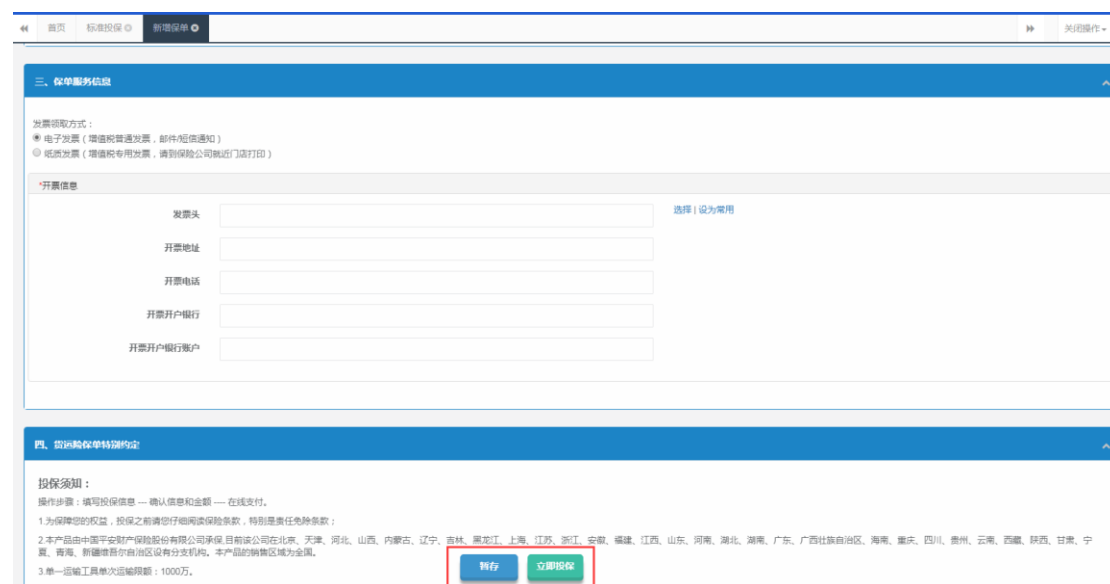 首页 标准投保 新增保单 关闭操作
三、保单服务信息
发票领取方式：
电子发票（增值税普通发票，邮件/短信通知）
纸质发票（增值税专用发票，请到保险公司就近门店打印）
*开票信息
发票头 选择 | 设为常用
开票地址
开票电话
开票开户银行
开票开户银行账户
四、货运险保单特别约定
投保须知：
操作步骤：填写投保信息 --- 确认信息和金额 ---- 在线支付。
1.为保障您的权益，投保之前请您仔细阅读保险条款，特别是责任免除条款；
2.本产品由中国平安财产保险股份有限公司承保,目前该公司在北京、天津、河北、山西、内蒙古、辽宁、吉林、黑龙江、上海、江苏、浙江、安徽、福建、江西、山东、河南、湖北、湖南、广东、广西壮族自治区、海南、重庆、四川、贵州、云南、西藏、陕西、甘肃、宁
夏、青海、新疆维吾尔自治区设有分支机构。本产品的销售区域为全国。
3.单一运输工具单次运输限额：1000万。
暂存 立即投保